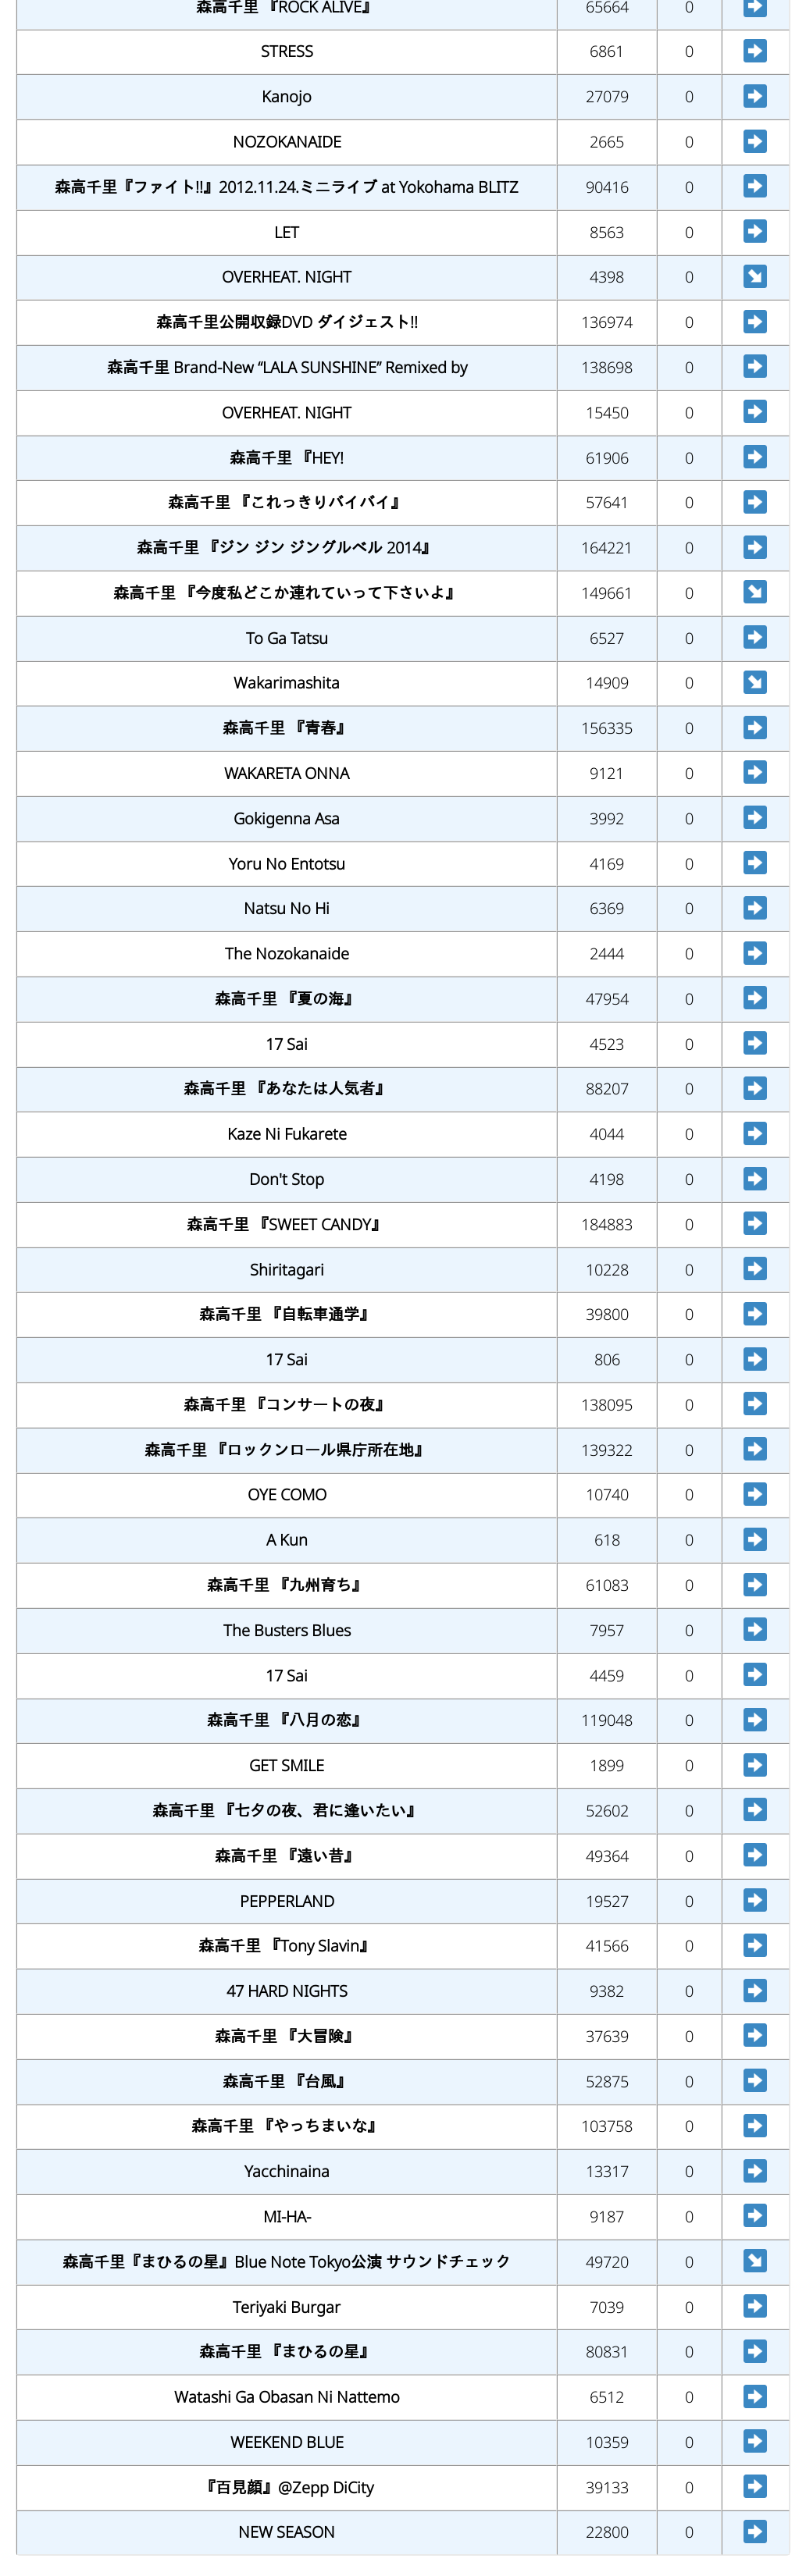 森高千里 『ROCK ALIVE』 65664 0
STRESS 6861 0
Kanojo 27079 0
NOZOKANAIDE 2665 0
森高千里『ファイト!!』2012.11.24.ミニライブ at Yokohama BLITZ 90416 0
LET 8563 0
OVERHEAT. NIGHT 4398 0
森高千里公開収録DVD ダイジェスト!! 136974 0
森高千里 Brand-New “LALA SUNSHINE” Remixed by 138698 0
OVERHEAT. NIGHT 15450 0
森高千里 『HEY! 61906 0
森高千里 『これっきりバイバイ』 57641 0
森高千里 『ジン ジン ジングルベル 2014』 164221 0
森高千里 『今度私どこか連れていって下さいよ』 149661 0
To Ga Tatsu 6527 0
Wakarimashita 14909 0
森高千里 『青春』 156335 0
WAKARETA ONNA 9121 0
Gokigenna Asa 3992 0
Yoru No Entotsu 4169 0
Natsu No Hi 6369 0
The Nozokanaide 2444 0
森高千里 『夏の海』 47954 0
17 Sai 4523 0
森高千里 『あなたは人気者』 88207 0
Kaze Ni Fukarete 4044 0
Don't Stop 4198 0
森高千里 『SWEET CANDY』 184883 0
Shiritagari 10228 0
森高千里 『自転車通学』 39800 0
17 Sai 806 0
森高千里 『コンサートの夜』 138095 0
森高千里 『ロックンロール県庁所在地』 139322 0
OYE COMO 10740 0
A Kun 618 0
森高千里 『九州育ち』 61083 0
The Busters Blues 7957 0
17 Sai 4459 0
森高千里 『八月の恋』 119048 0
GET SMILE 1899 0
森高千里 『七夕の夜、君に逢いたい』 52602 0
森高千里 『遠い昔』 49364 0
PEPPERLAND 19527 0
森高千里 『Tony Slavin』 41566 0
47 HARD NIGHTS 9382 0
森高千里 『大冒険』 37639 0
森高千里 『台風』 52875 0
森高千里 『やっちまいな』 103758 0
Yacchinaina 13317 0
MI-HA- 9187 0
森高千里『まひるの星』Blue Note Tokyo公演 サウンドチェック 49720 0
Teriyaki Burgar 7039 0
森高千里 『まひるの星』 80831 0
Watashi Ga Obasan Ni Nattemo 6512 0
WEEKEND BLUE 10359 0
『百見顔』@Zepp DiCity 39133 0
NEW SEASON 22800 0